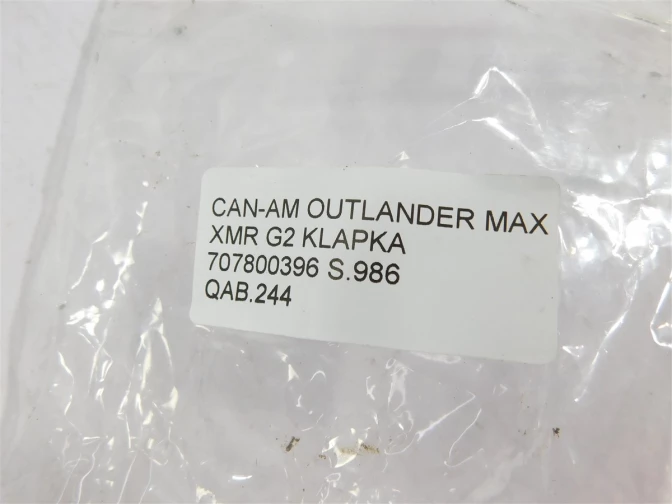 CAN-AM OUTLANDER MAX
XMR G2 KLAPKA
707800396 S.986
QAB.244